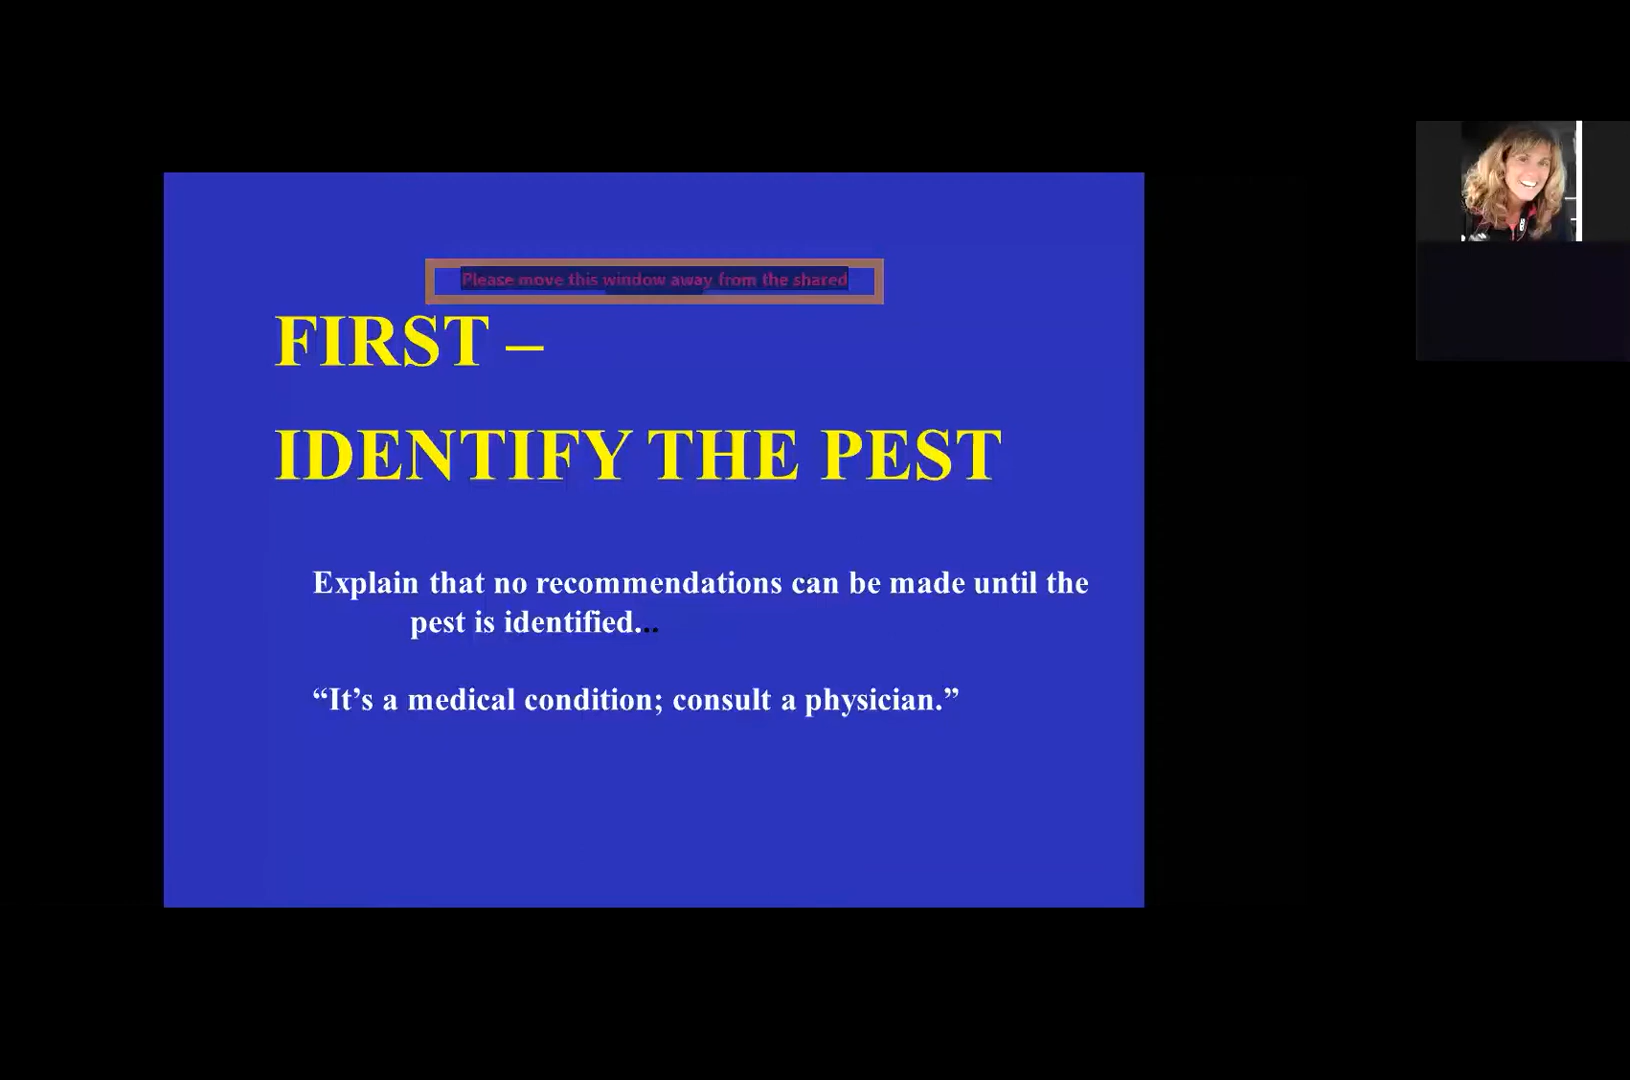 Please move this window away from the shared
FIRST –
IDENTIFY THE PEST
Explain that no recommendations can be made until the
pest is identified...
“It’s a medical condition; consult a physician.”